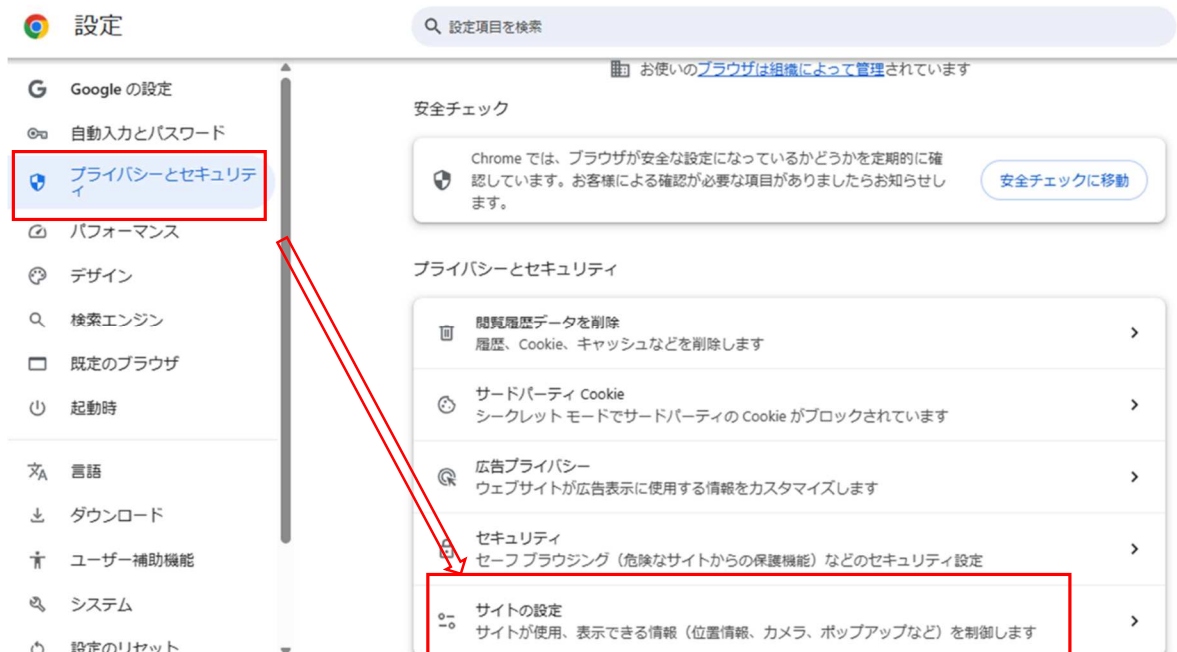 設定
設定項目を検索
Google の設定
自動入力とパスワード
プライバシーとセキュリテ
ィ
パフォーマンス
デザイン
検索エンジン
既定のブラウザ
起動時
言語
ダウンロード
ユーザー補助機能
システム
設定のリセット
お使いのブラウザは組織によって管理されています
安全チェック
Chrome では、ブラウザが安全な設定になっているかどうかを定期的に確
認しています。お客様による確認が必要な項目がありましたらお知らせし
ます。
安全チェックに移動
プライバシーとセキュリティ
閲覧履歴データを削除
履歴、Cookie、キャッシュなどを削除します
サードパーティ Cookie
シークレット モードでサードパーティの Cookie がブロックされています
広告プライバシー
ウェブサイトが広告表示に使用する情報をカスタマイズします
セキュリティ
セーフ ブラウジング（危険なサイトからの保護機能）などのセキュリティ設定
サイトの設定
サイトが使用、表示できる情報（位置情報、カメラ、ポップアップなど）を制御します